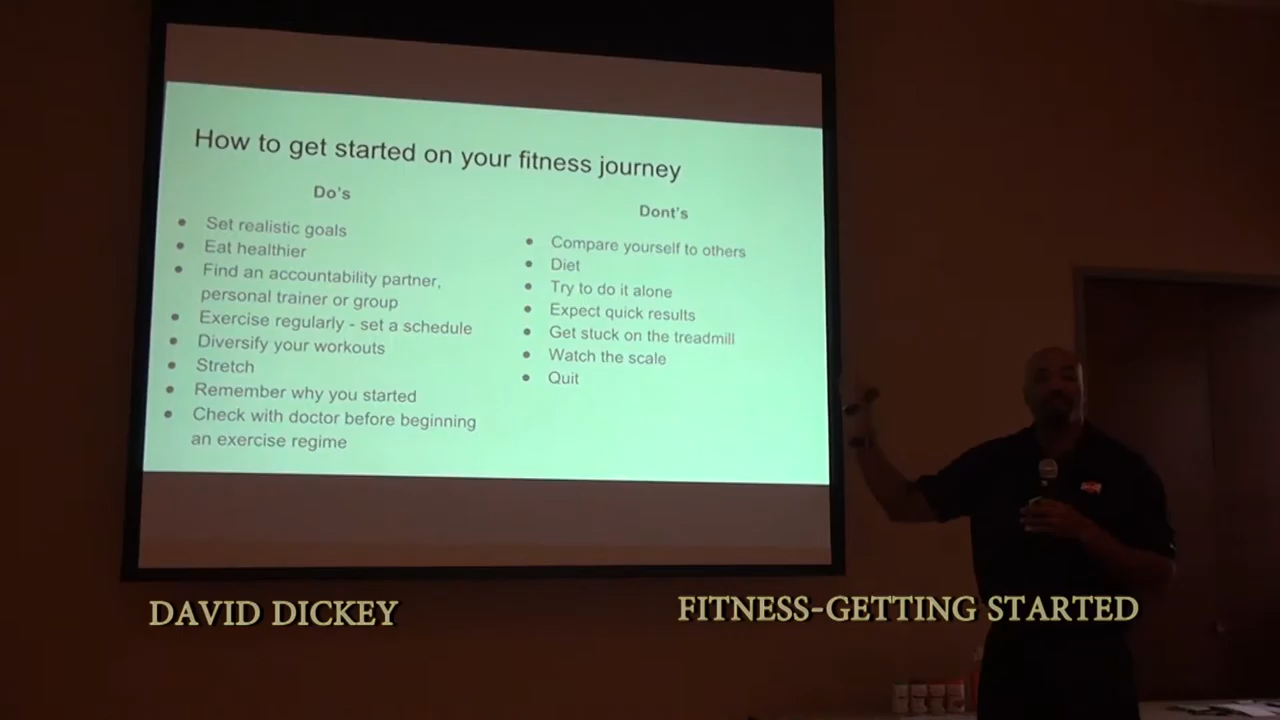 How to get started on your fitness journey
Do's
Set realistic goals
Eat healthier
Find an accountability partner,
personal trainer or group
Exercise regularly - set a schedule
Diversify your workouts
Stretch
Remember why you started
Check with doctor before beginning
an exercise regime
Dont's
Compare yourself to others
Diet
Try to do it alone
Expect quick results
Get stuck on the treadmill
Watch the scale
Quit
DAVID DICKEY
FITNESS-GETTING STARTED